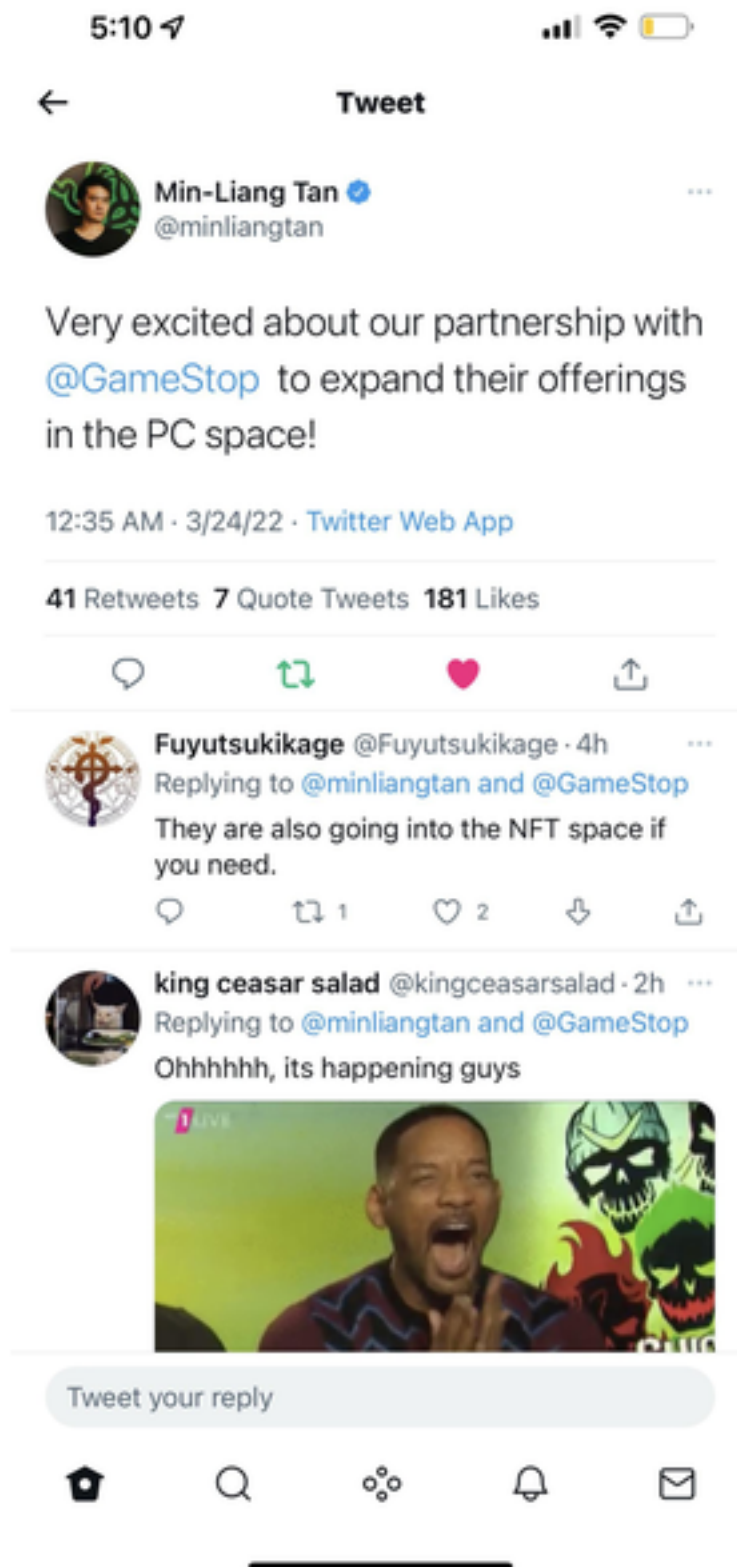 5:10
Tweet
Min-Liang Tan
@minliangtan
Very excited about our partnership with
@GameStop to expand their offerings
in the PC space!
12:35 AM · 3/24/22 · Twitter Web App
41 Retweets 7 Quote Tweets 181 Likes
Fuyutsukikage @Fuyutsukikage · 4h
Replying to @minliangtan and @GameStop
They are also going into the NFT space if
you need.
1 2
king ceasar salad @kingceasarsalad · 2h
Replying to @minliangtan and @GameStop
Ohhhhhh, its happening guys
1 LIVE
Tweet your reply